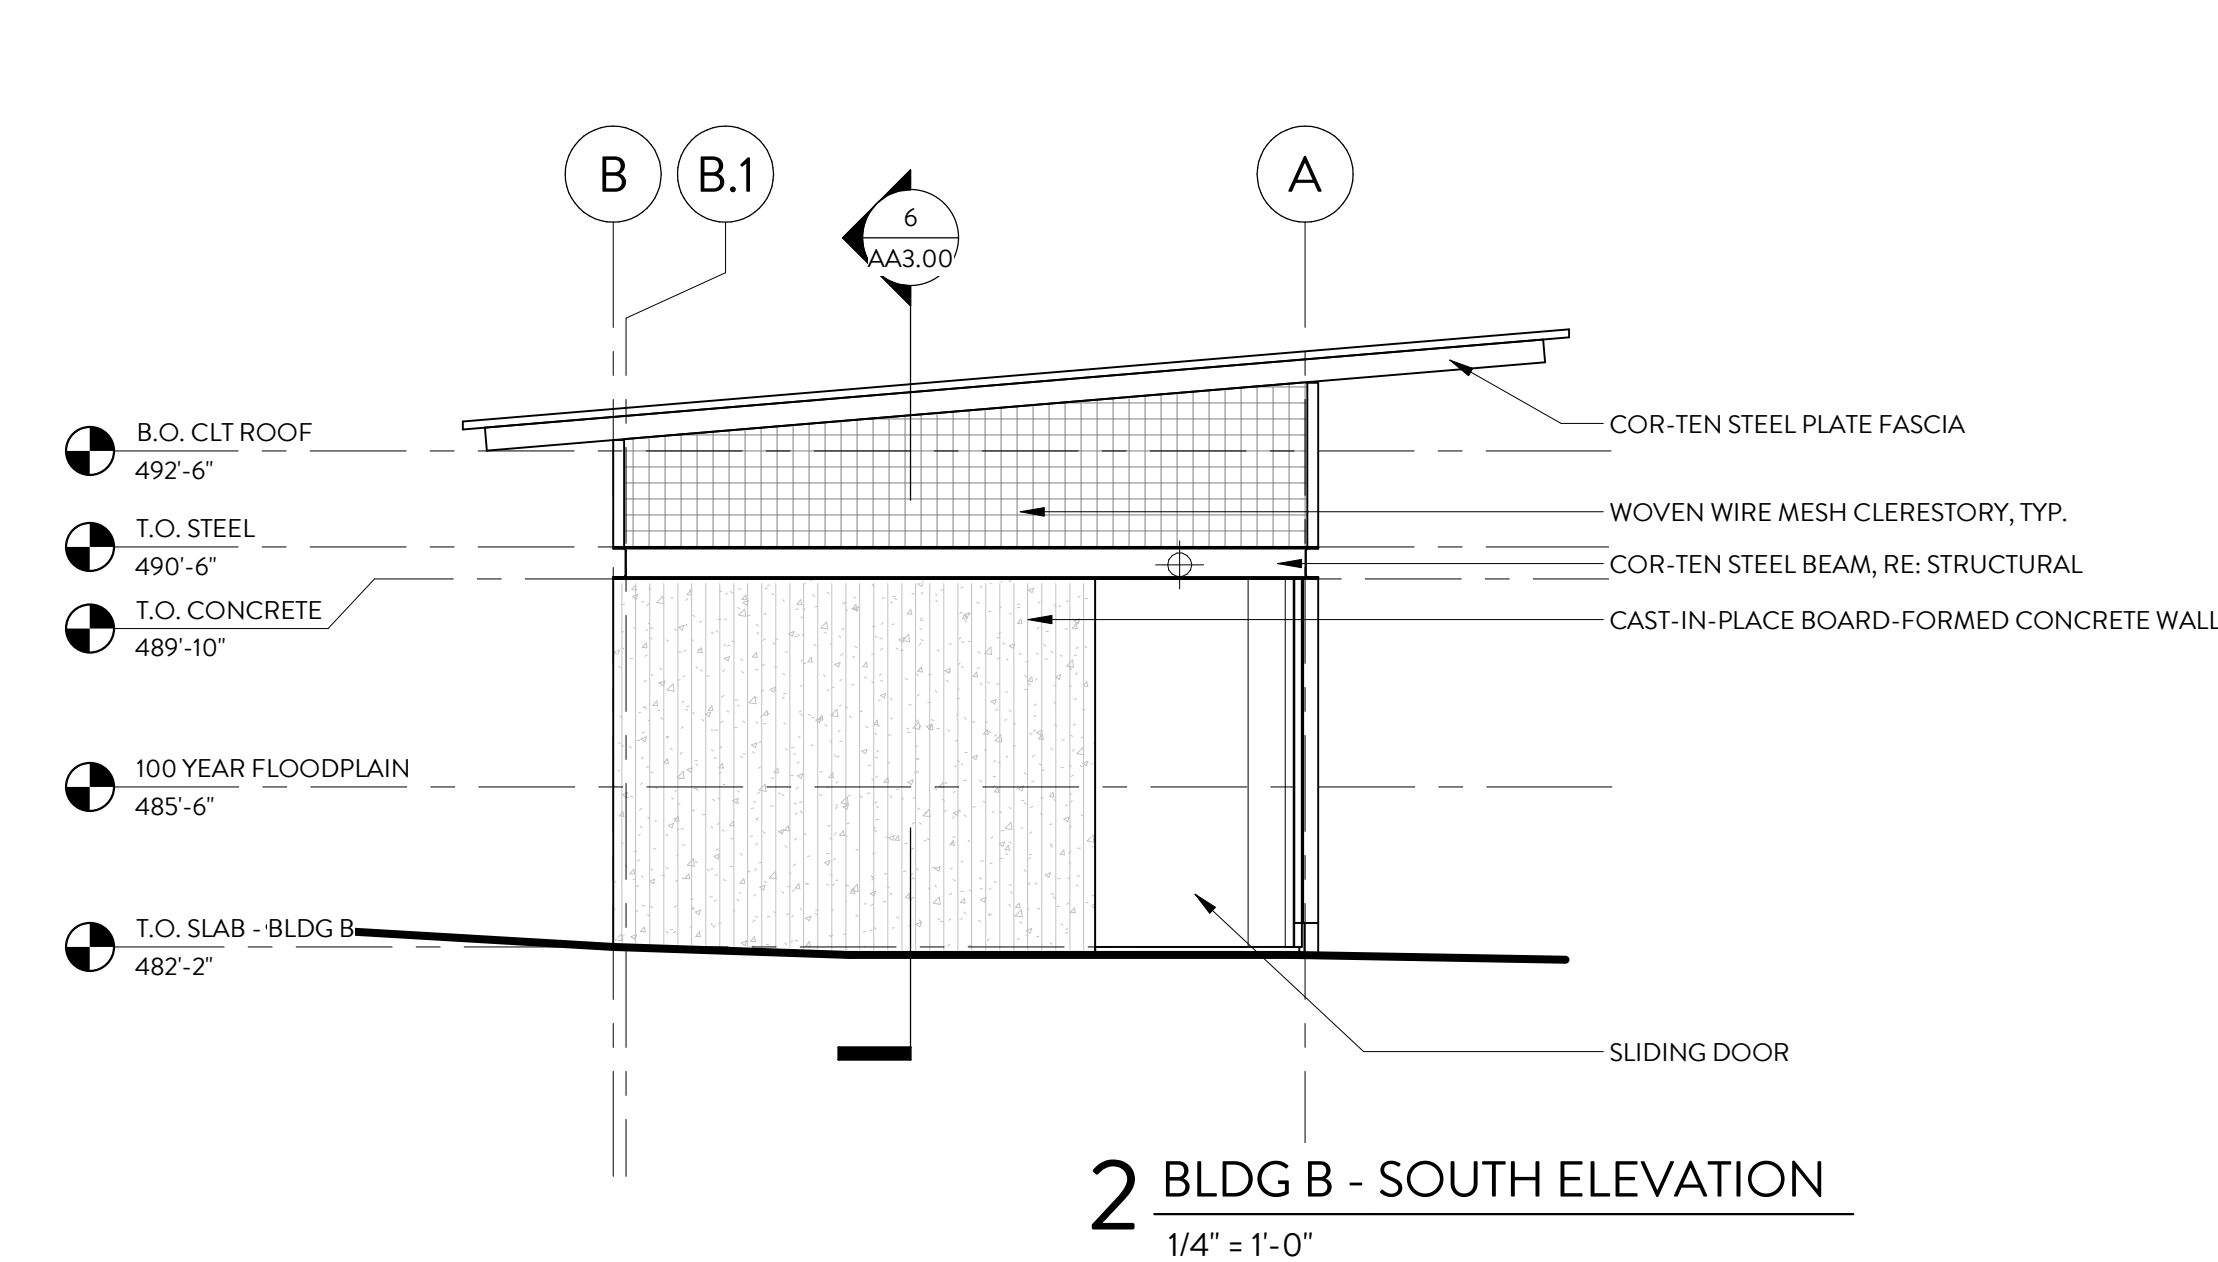 B
B.1
A
6
AA3.00
B.O. CLT ROOF
492'-6"
T.O. STEEL
490'-6"
T.O. CONCRETE
489'-10"
100 YEAR FLOODPLAIN
485'-6"
T.O. SLAB - BLDG B
482'-2"
COR-TEN STEEL PLATE FASCIA
WOVEN WIRE MESH CLERESTORY, TYP.
COR-TEN STEEL BEAM, RE: STRUCTURAL
CAST-IN-PLACE BOARD-FORMED CONCRETE WALL
SLIDING DOOR
2 BLDG B - SOUTH ELEVATION
1/4" = 1'-0"